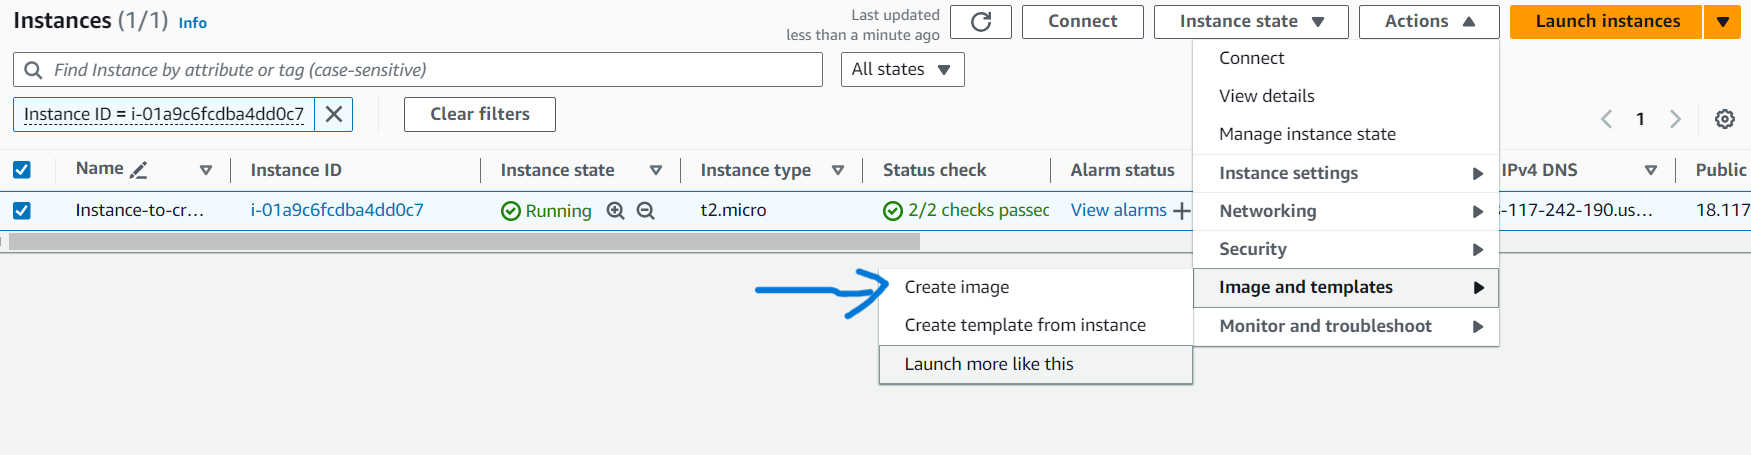 Instances (1/1) Info
Last updated
less than a minute ago
Connect
Instance state
Actions
Launch instances
Find Instance by attribute or tag (case-sensitive)
All states
Connect
View details
Manage instance state
Instance ID = i-01a9c6fcdba4dd0c7
Clear filters
1
Name
Instance ID
Instance state
Instance type
Status check
Alarm status
Instance settings
IPv4 DNS
Public
Instance-to-cr...
i-01a9c6fcdba4dd0c7
Running
t2.micro
2/2 checks passec
View alarms
Networking
-117-242-190.us...
18.117
Security
Create image
Image and templates
Create template from instance
Monitor and troubleshoot
Launch more like this